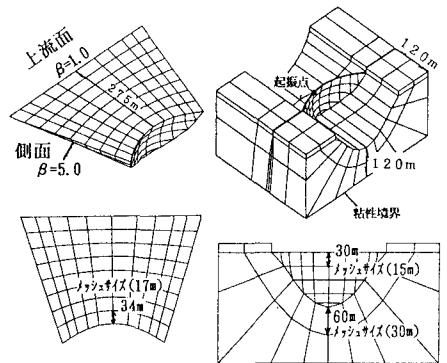 上流面
β=1.0
275m
側面
β=5.0
120m
起振点
120m
粘性境界
メッシュサイズ(17m)
34m
30m
メッシュサイズ(15m)
60m
メッシュサイズ(30m)